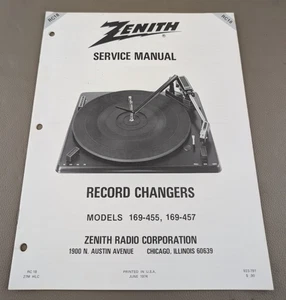 ZENITH
SERVICE MANUAL
RECORD CHANGERS
MODELS 169-455, 169-457
ZENITH RADIO CORPORATION
1900 N. AUSTIN AVENUE CHICAGO, ILLINOIS 60639
PRINTED IN U.S.A.
JUNE